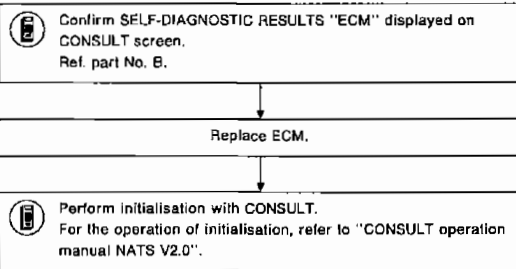 Confirm SELF-DIAGNOSTIC RESULTS "ECM" displayed on
CONSULT screen.
Ref. part No. B.
Replace ECM.
Perform initialisation with CONSULT.
For the operation of initialisation, refer to "CONSULT operation
manual NATS V2.0".